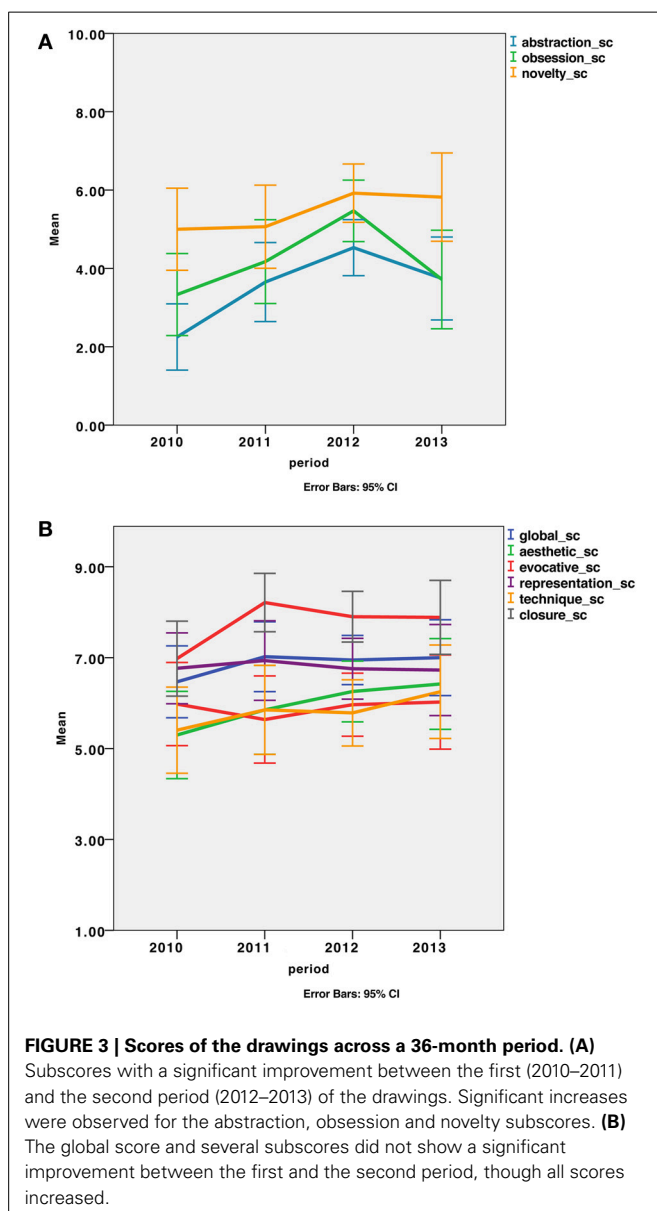 A
10.00
8.00
6.00
4.00
2.00
0.00
Mean
2010 2011 2012 2013
period
Error Bars: 95% CI
abstraction_sc
obsession_sc
novelty_sc
B
9.00
7.00
5.00
3.00
1.00
Mean
2010 2011 2012 2013
period
Error Bars: 95% CI
global_sc
aesthetic_sc
evocative_sc
representation_sc
technique_sc
closure_sc
FIGURE 3 | Scores of the drawings across a 36-month period. (A)
Subscores with a significant improvement between the first (2010–2011)
and the second period (2012–2013) of the drawings. Significant increases
were observed for the abstraction, obsession and novelty subscores. (B)
The global score and several subscores did not show a significant
improvement between the first and the second period, though all scores
increased.